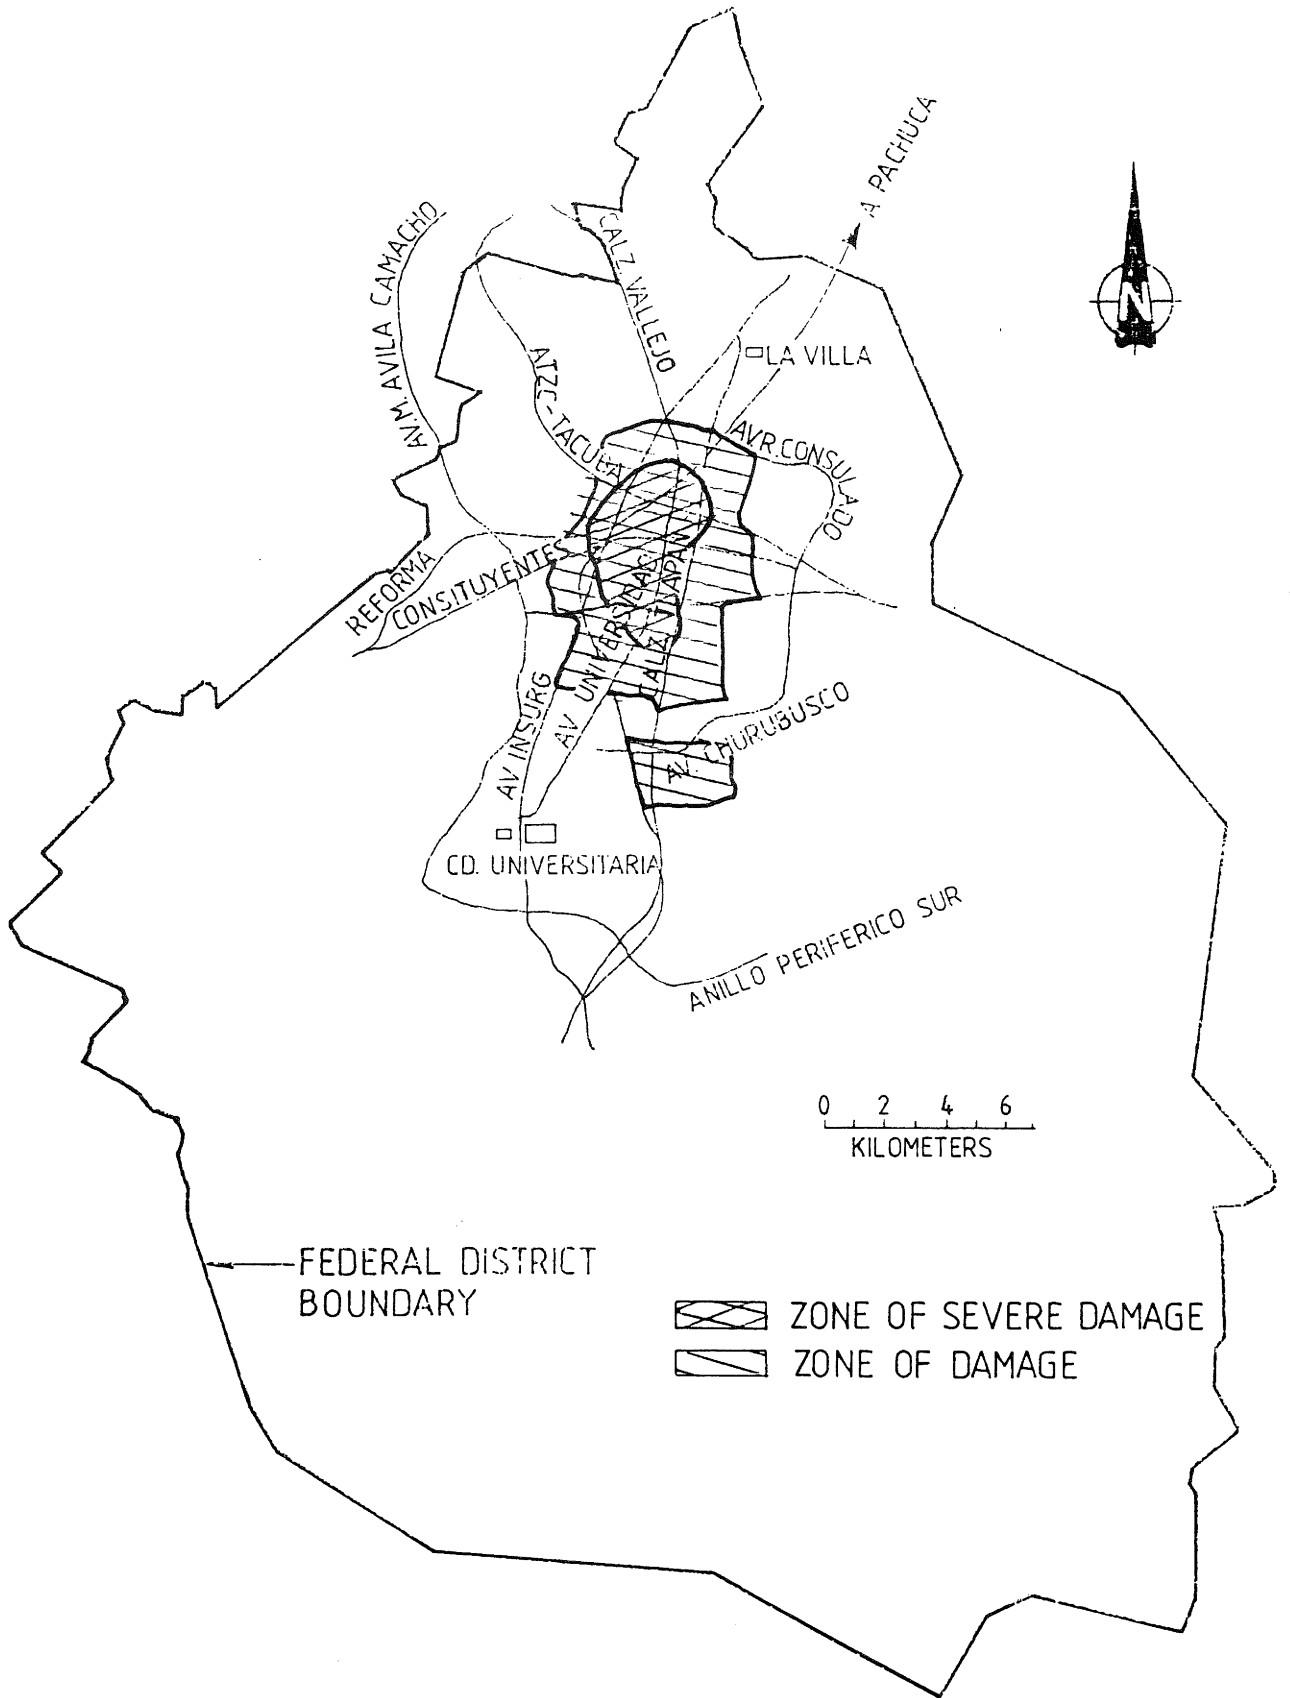 A PACHUCA
AV.M. AVILA CAMACHO
CALZ. VALLEJO
N
LA VILLA
ATZC-TACUBA
AV.R.CONSULADO
REFORMA
CONSITUYENTES
AV UNIVERSIDAD
CALZ. TLALPAN
AV INSURG
AV. CHURUBUSCO
CD. UNIVERSITARIA
ANILLO PERIFERICO SUR
0 2 4 6
KILOMETERS
FEDERAL DISTRICT
BOUNDARY
ZONE OF SEVERE DAMAGE
ZONE OF DAMAGE